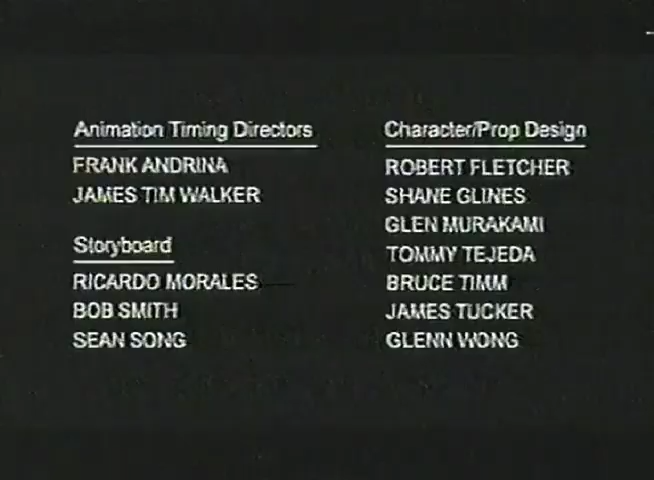 Animation Timing Directors
FRANK ANDRINA
JAMES TIM WALKER
Storyboard
RICARDO MORALES
BOB SMITH
SEAN SONG
Character/Prop Design
ROBERT FLETCHER
SHANE GLINES
GLEN MURAKAMI
TOMMY TEJEDA
BRUCE TIMM
JAMES TUCKER
GLENN WONG